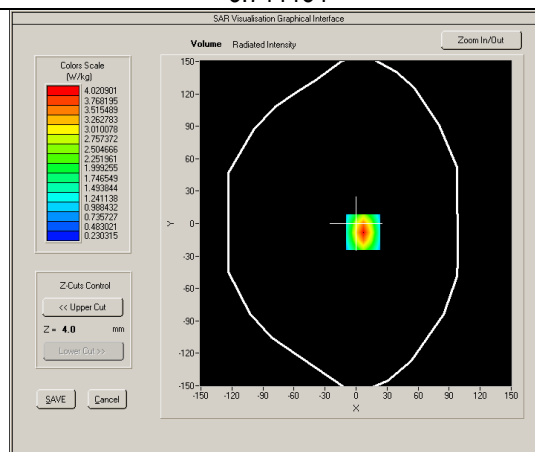 SAR Visualisation Graphical Interface
Volume Radiated Intensity
Zoom In/Out
Colors Scale
(W/kg)
4.020901
3.768195
3.515489
3.262783
3.010078
2.757372
2.504666
2.251961
1.999255
1.746549
1.493844
1.241138
0.988432
0.735727
0.483021
0.230315
Z-Cuts Control
<< Upper Cut
Z = 4.0 mm
Lower Cut >>
SAVE
Cancel
150
120
90
60
30
0
-30
-60
-90
-120
-150
Y
-150 -120 -90 -60 -30 0 30 60 90 120 150
X